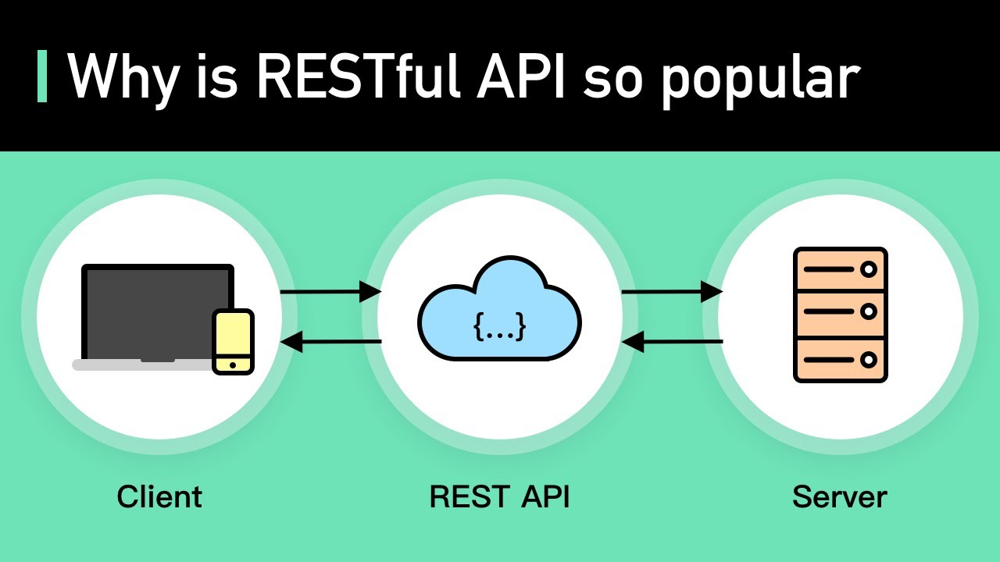 Why is RESTful API so popular
{...}
Client
REST API
Server